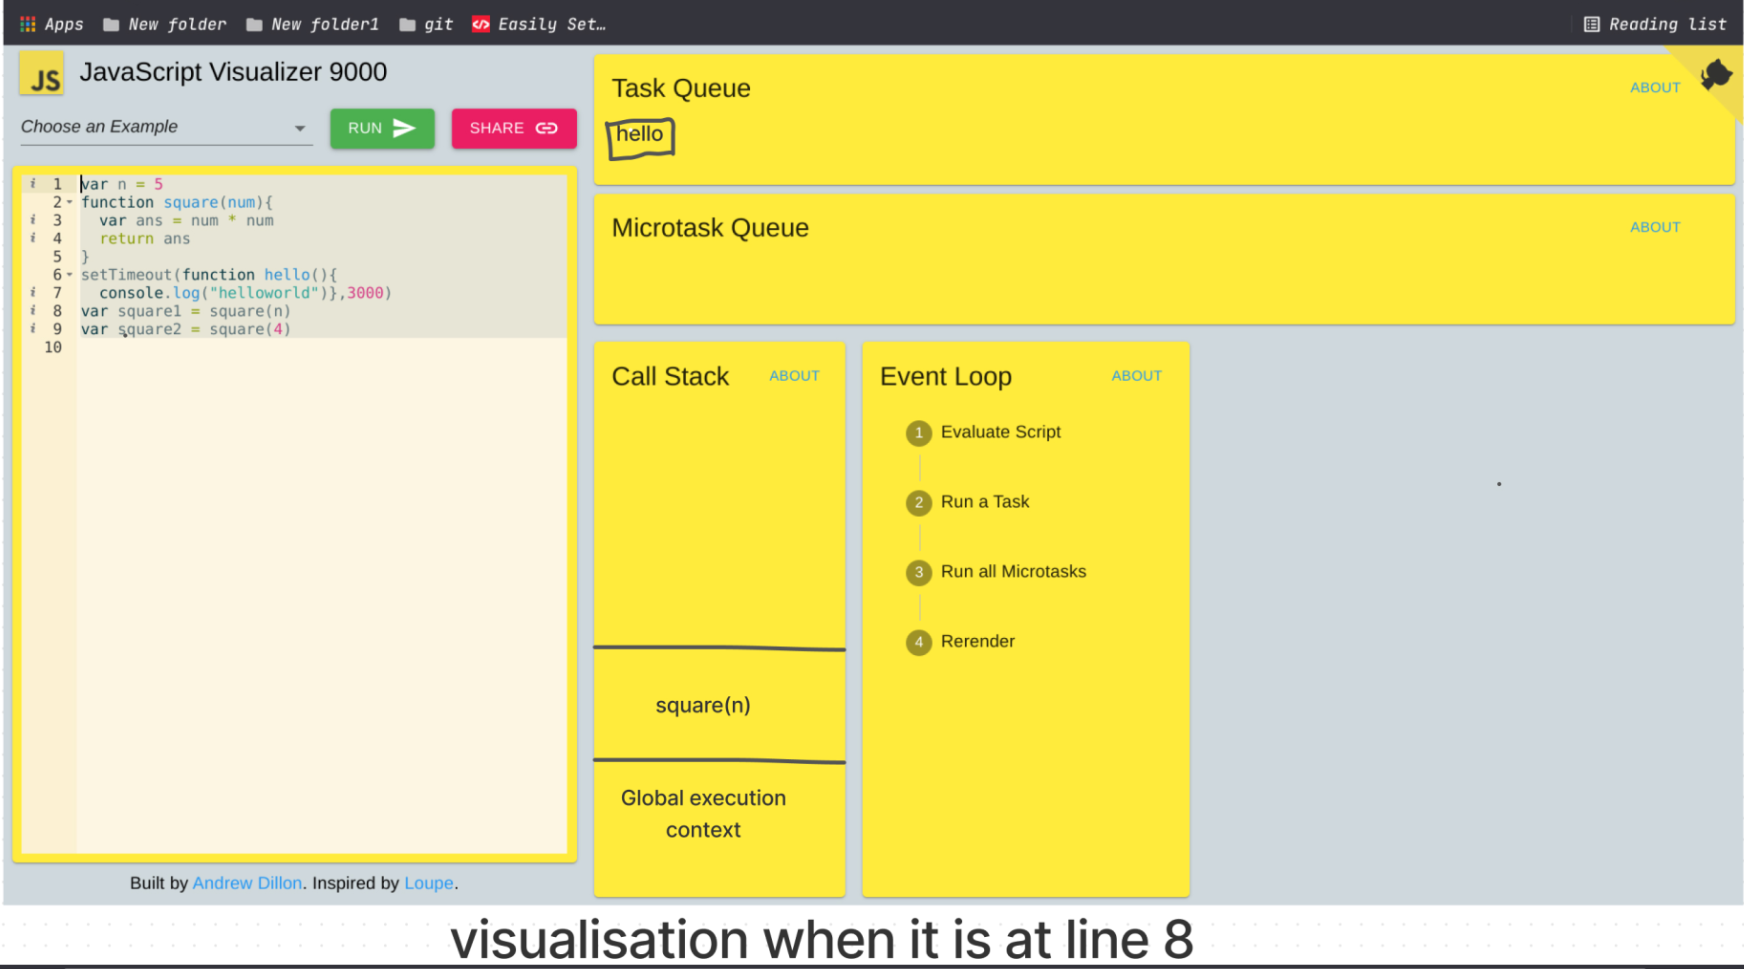 Apps New folder New folder1 git Easily Set… Reading list
JS JavaScript Visualizer 9000
Choose an Example RUN SHARE
i 1 var n = 5
2 function square(num){
i 3 var ans = num * num
i 4 return ans
5 }
6 setTimeout(function hello(){
i 7 console.log("helloworld")},3000)
i 8 var square1 = square(n)
i 9 var square2 = square(4)
10
Built by Andrew Dillon. Inspired by Loupe.
Task Queue ABOUT
hello
Microtask Queue ABOUT
Call Stack ABOUT
square(n)
Global execution
context
Event Loop ABOUT
1 Evaluate Script
2 Run a Task
3 Run all Microtasks
4 Rerender
visualisation when it is at line 8